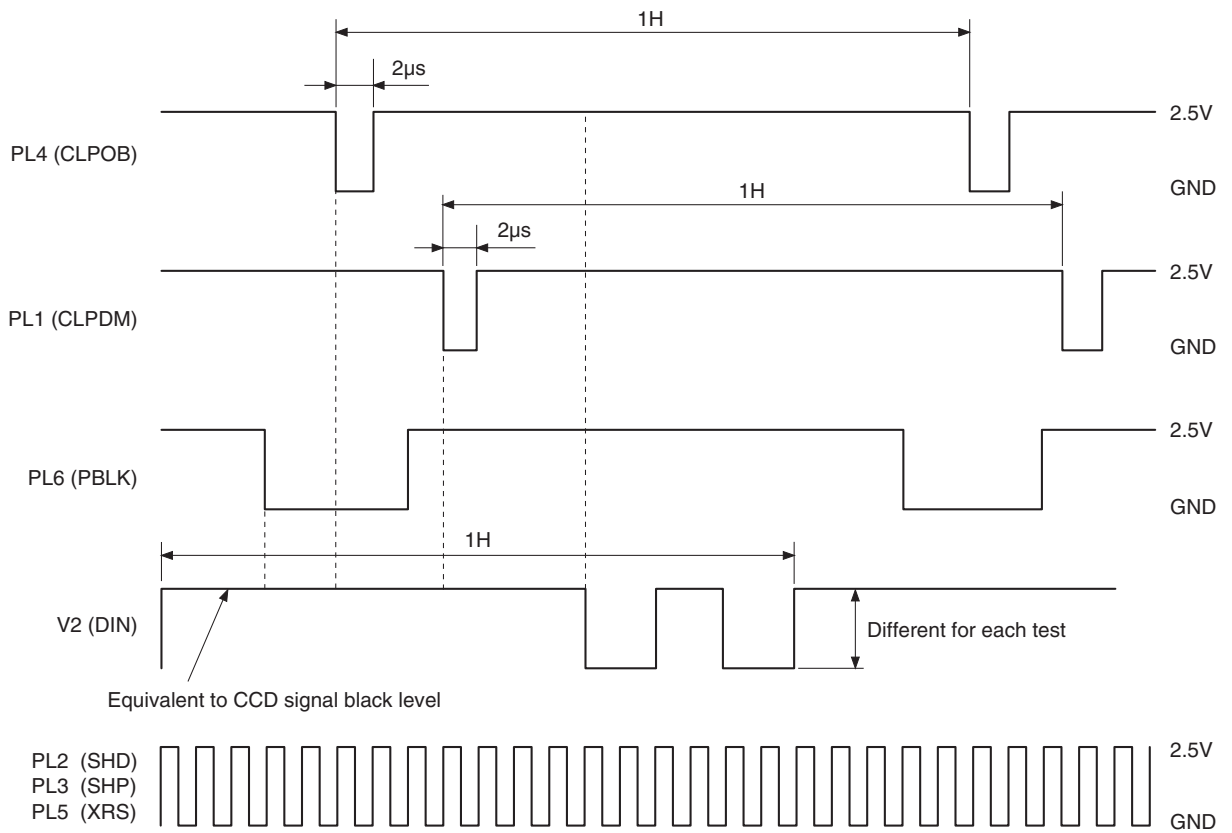 1H
2µs
2.5V
PL4 (CLPOB)
GND
1H
2µs
2.5V
PL1 (CLPDM)
GND
2.5V
PL6 (PBLK)
GND
1H
V2 (DIN)
Different for each test
Equivalent to CCD signal black level
2.5V
PL2 (SHD)
PL3 (SHP)
PL5 (XRS)
GND